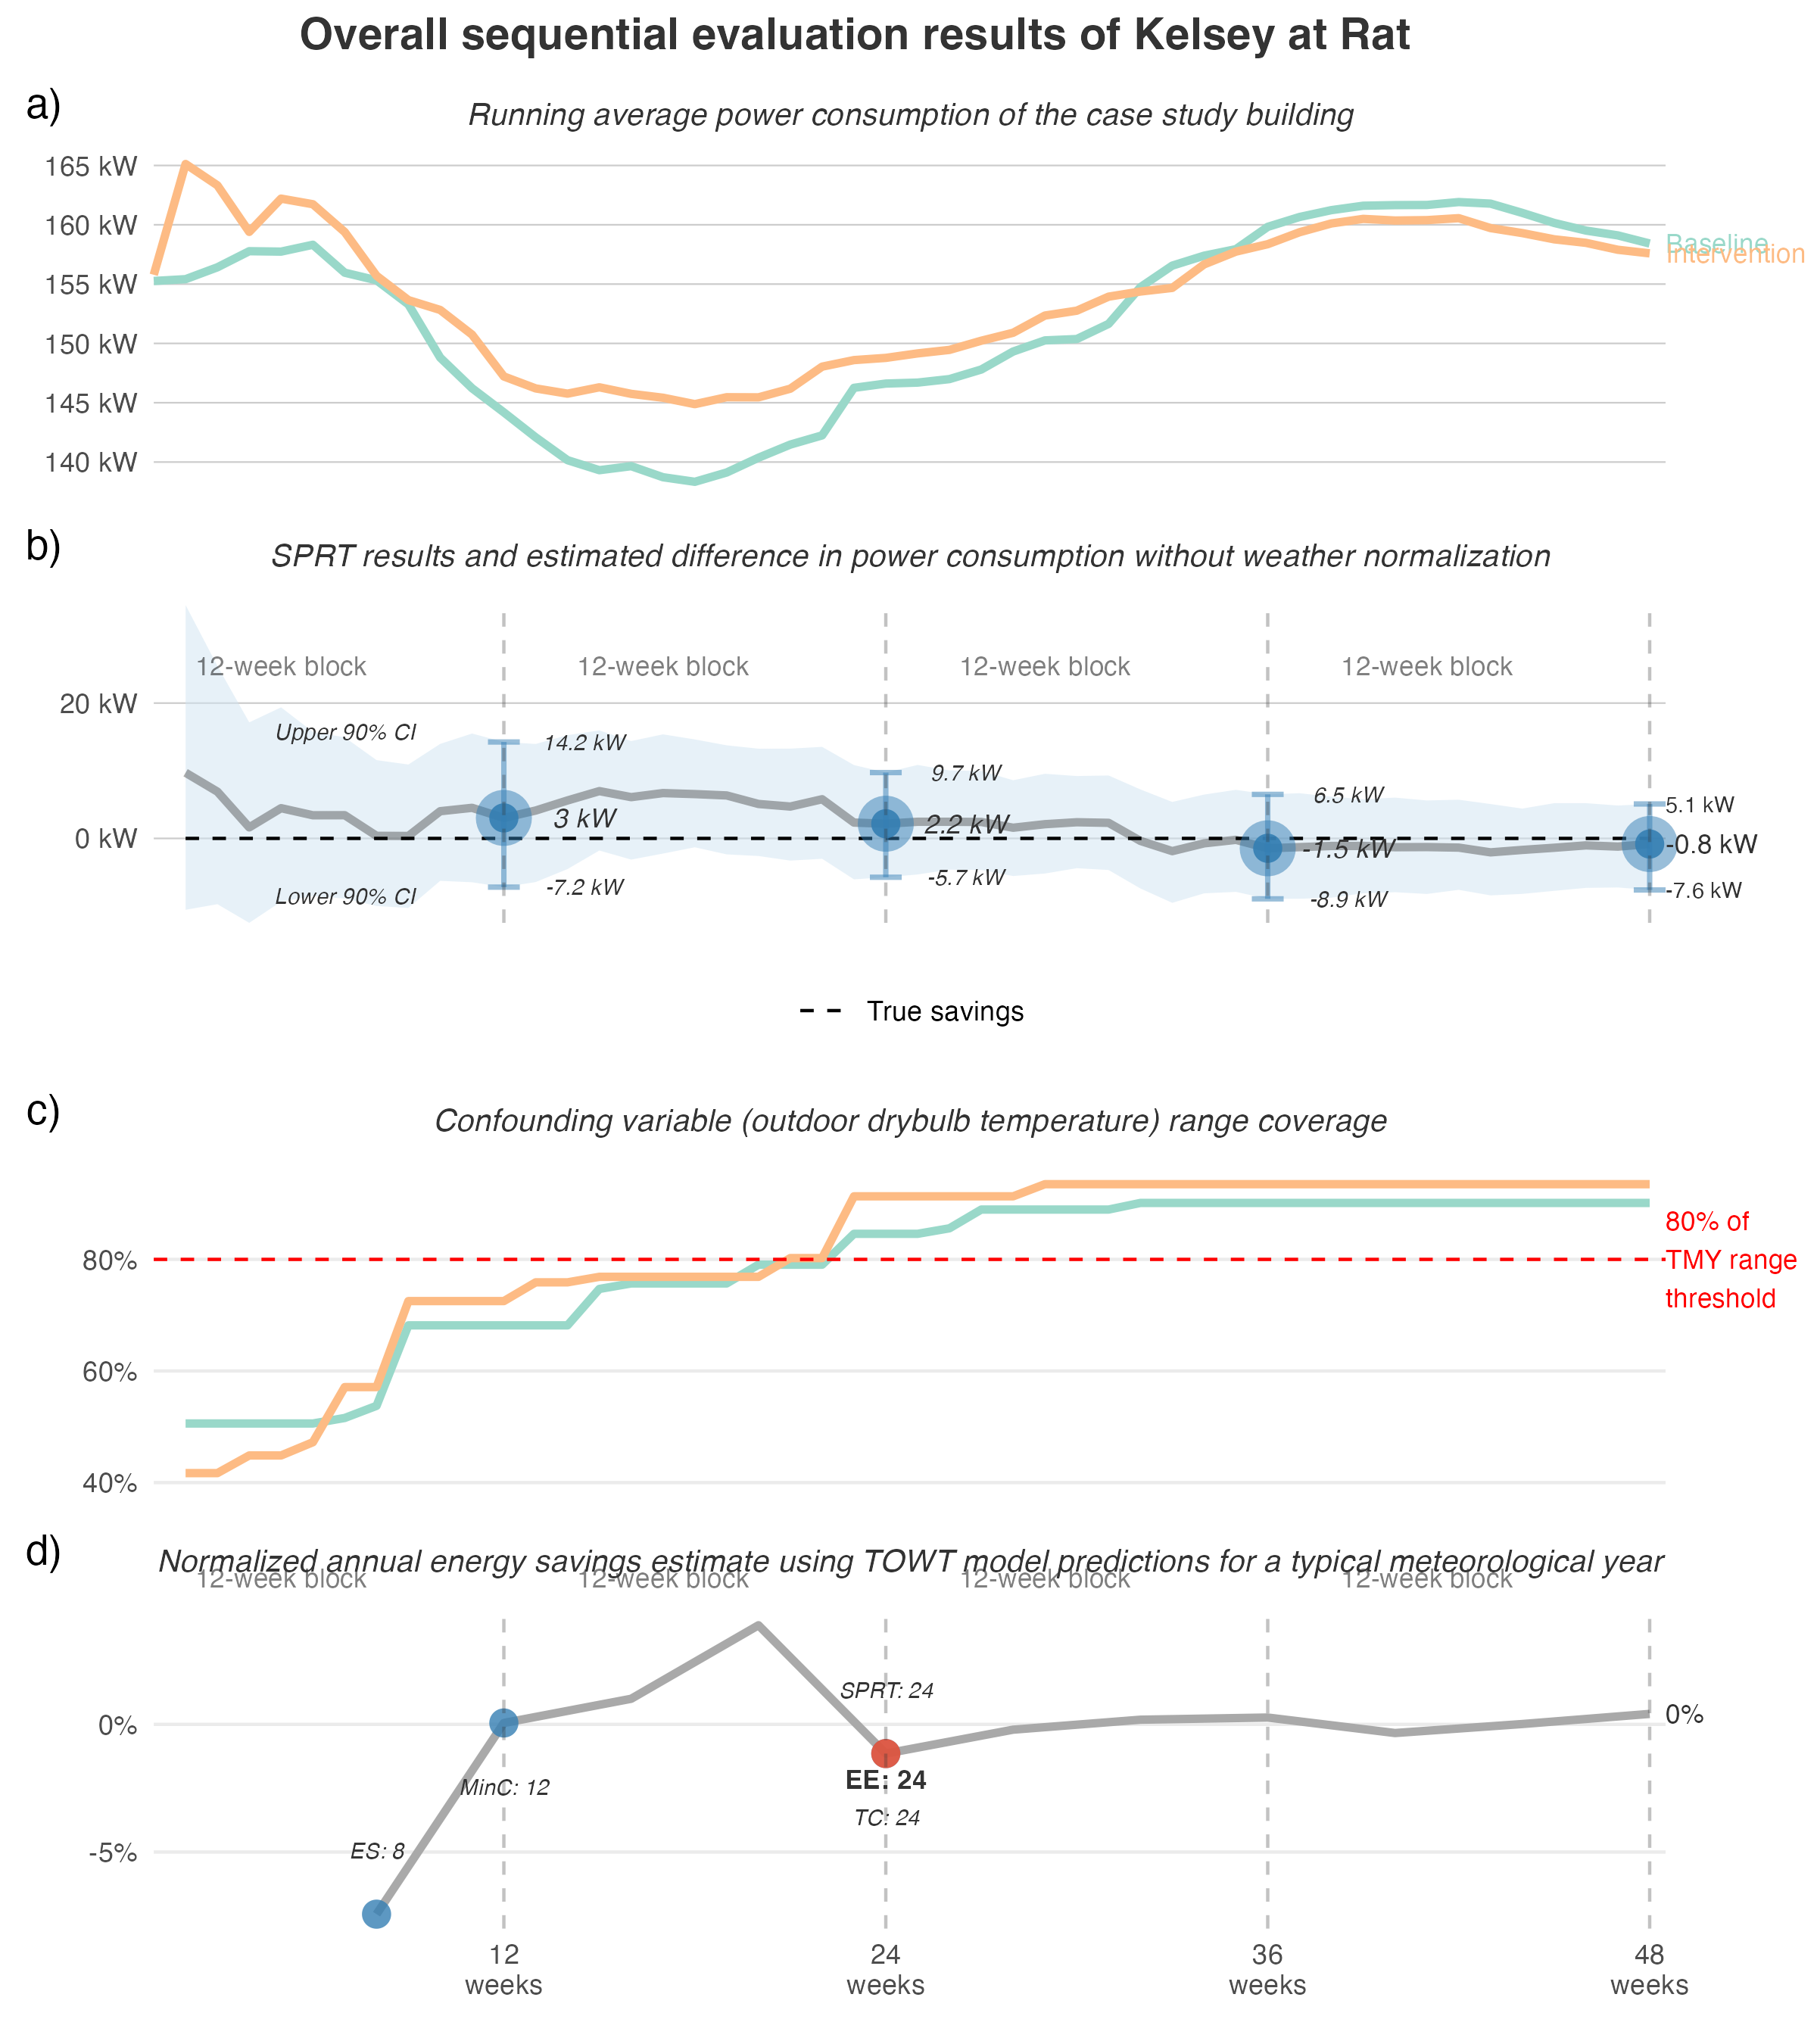 Overall sequential evaluation results of Kelsey at Rat
a)
Running average power consumption of the case study building
165 kW
160 kW
155 kW
150 kW
145 kW
140 kW
Baseline
Intervention
b)
SPRT results and estimated difference in power consumption without weather normalization
12-week block
12-week block
12-week block
12-week block
20 kW
0 kW
Upper 90% CI
Lower 90% CI
14.2 kW
3 kW
-7.2 kW
9.7 kW
2.2 kW
-5.7 kW
6.5 kW
-1.5 kW
-8.9 kW
5.1 kW
-0.8 kW
-7.6 kW
True savings
c)
Confounding variable (outdoor drybulb temperature) range coverage
80%
60%
40%
80% of
TMY range
threshold
d)
Normalized annual energy savings estimate using TOWT model predictions for a typical meteorological year
12-week block
12-week block
12-week block
12-week block
0%
-5%
ES: 8
MinC: 12
SPRT: 24
EE: 24
TC: 24
0%
12
weeks
24
weeks
36
weeks
48
weeks